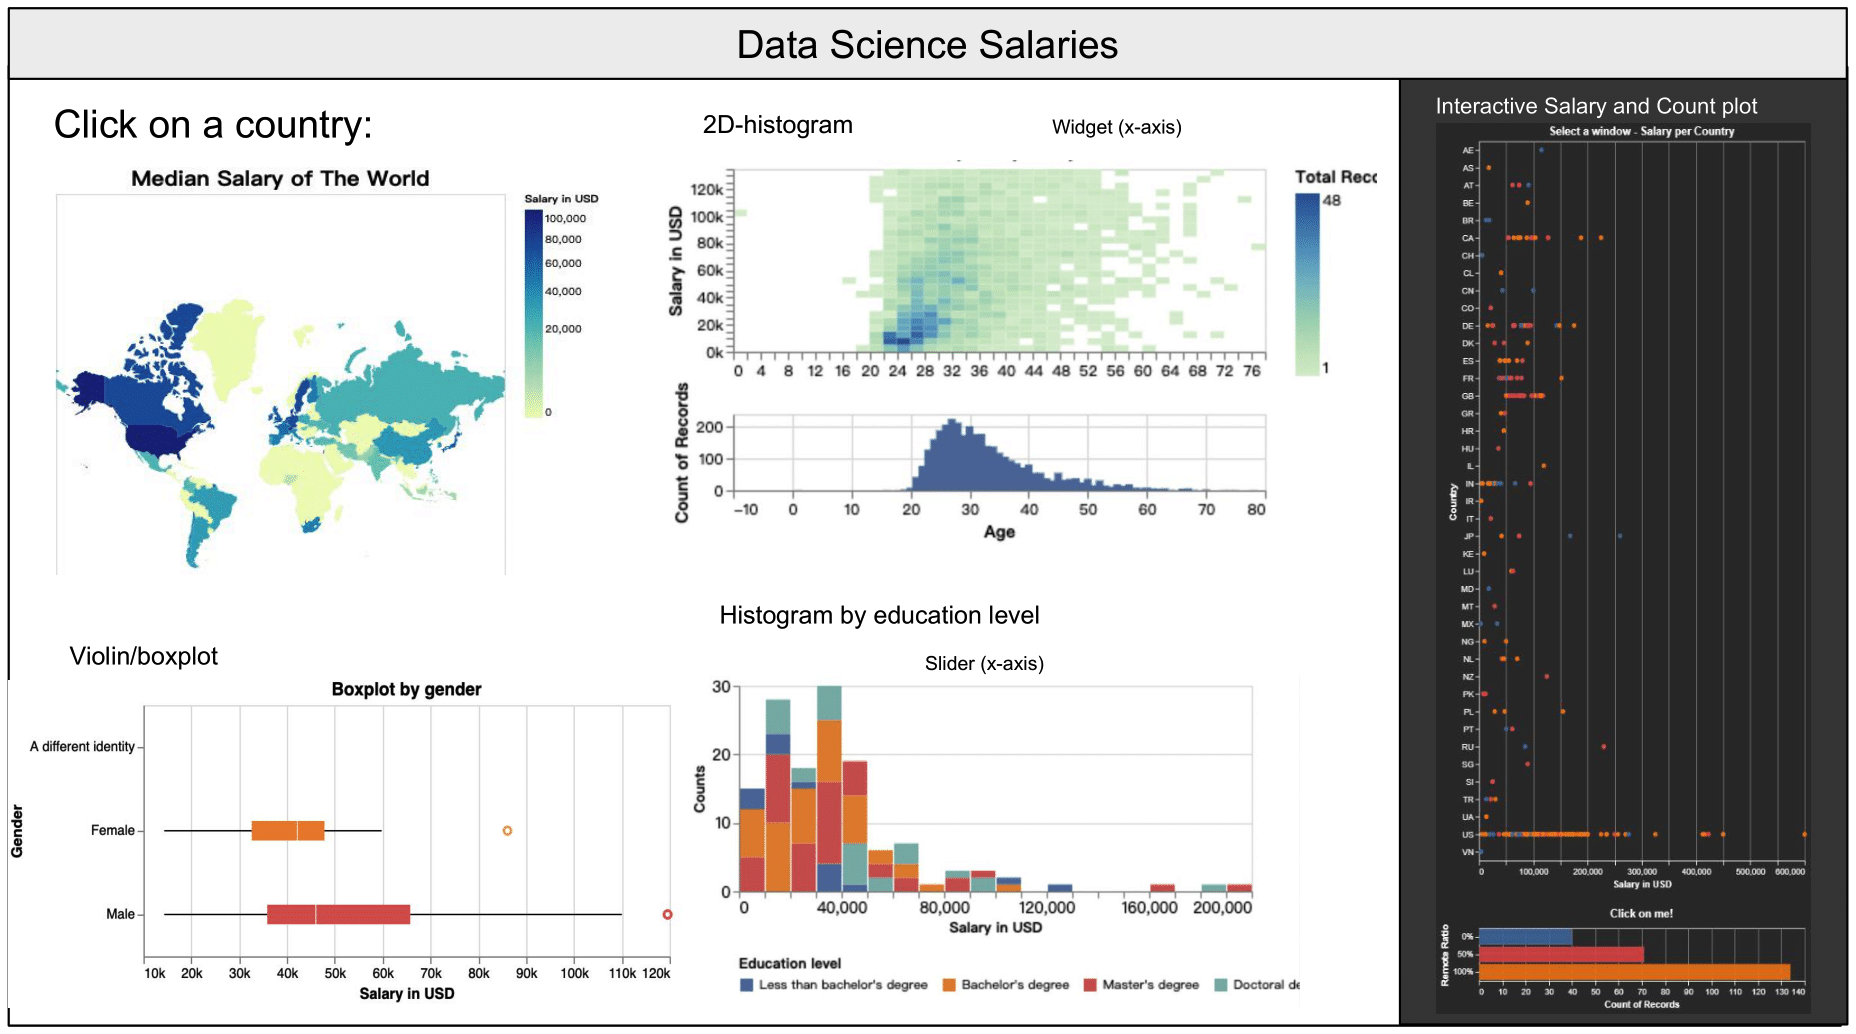 Data Science Salaries
Click on a country:
Median Salary of The World
Salary in USD
100,000
80,000
60,000
40,000
20,000
0
2D-histogram
Widget (x-axis)
Total Rec
48
1
Salary in USD
120k
100k
80k
60k
40k
20k
0k
0 4 8 12 16 20 24 28 32 36 40 44 48 52 56 60 64 68 72 76
Count of Records
200
100
0
−10 0 10 20 30 40 50 60 70 80
Age
Violin/boxplot
Boxplot by gender
Gender
A different identity
Female
Male
10k 20k 30k 40k 50k 60k 70k 80k 90k 100k 110k 120k
Salary in USD
Histogram by education level
Slider (x-axis)
Counts
30
20
10
0
0 40,000 80,000 120,000 160,000 200,000
Salary in USD
Education level
Less than bachelor's degree Bachelor's degree Master's degree Doctoral de
Interactive Salary and Count plot
Select a window - Salary per Country
Country
AE
AS
AT
BE
BR
CA
CH
CL
CN
CO
DE
DK
ES
FR
GB
GR
HR
HU
IL
IN
IR
IT
JP
KE
LU
MD
MT
MX
NG
NL
NZ
PK
PL
PT
RU
SG
SI
TR
UA
US
VN
0 100,000 200,000 300,000 400,000 500,000 600,000
Salary in USD
Click on me!
Remote Ratio
0%
50%
100%
0 10 20 30 40 50 60 70 80 90 100 110 120 130 140
Count of Records